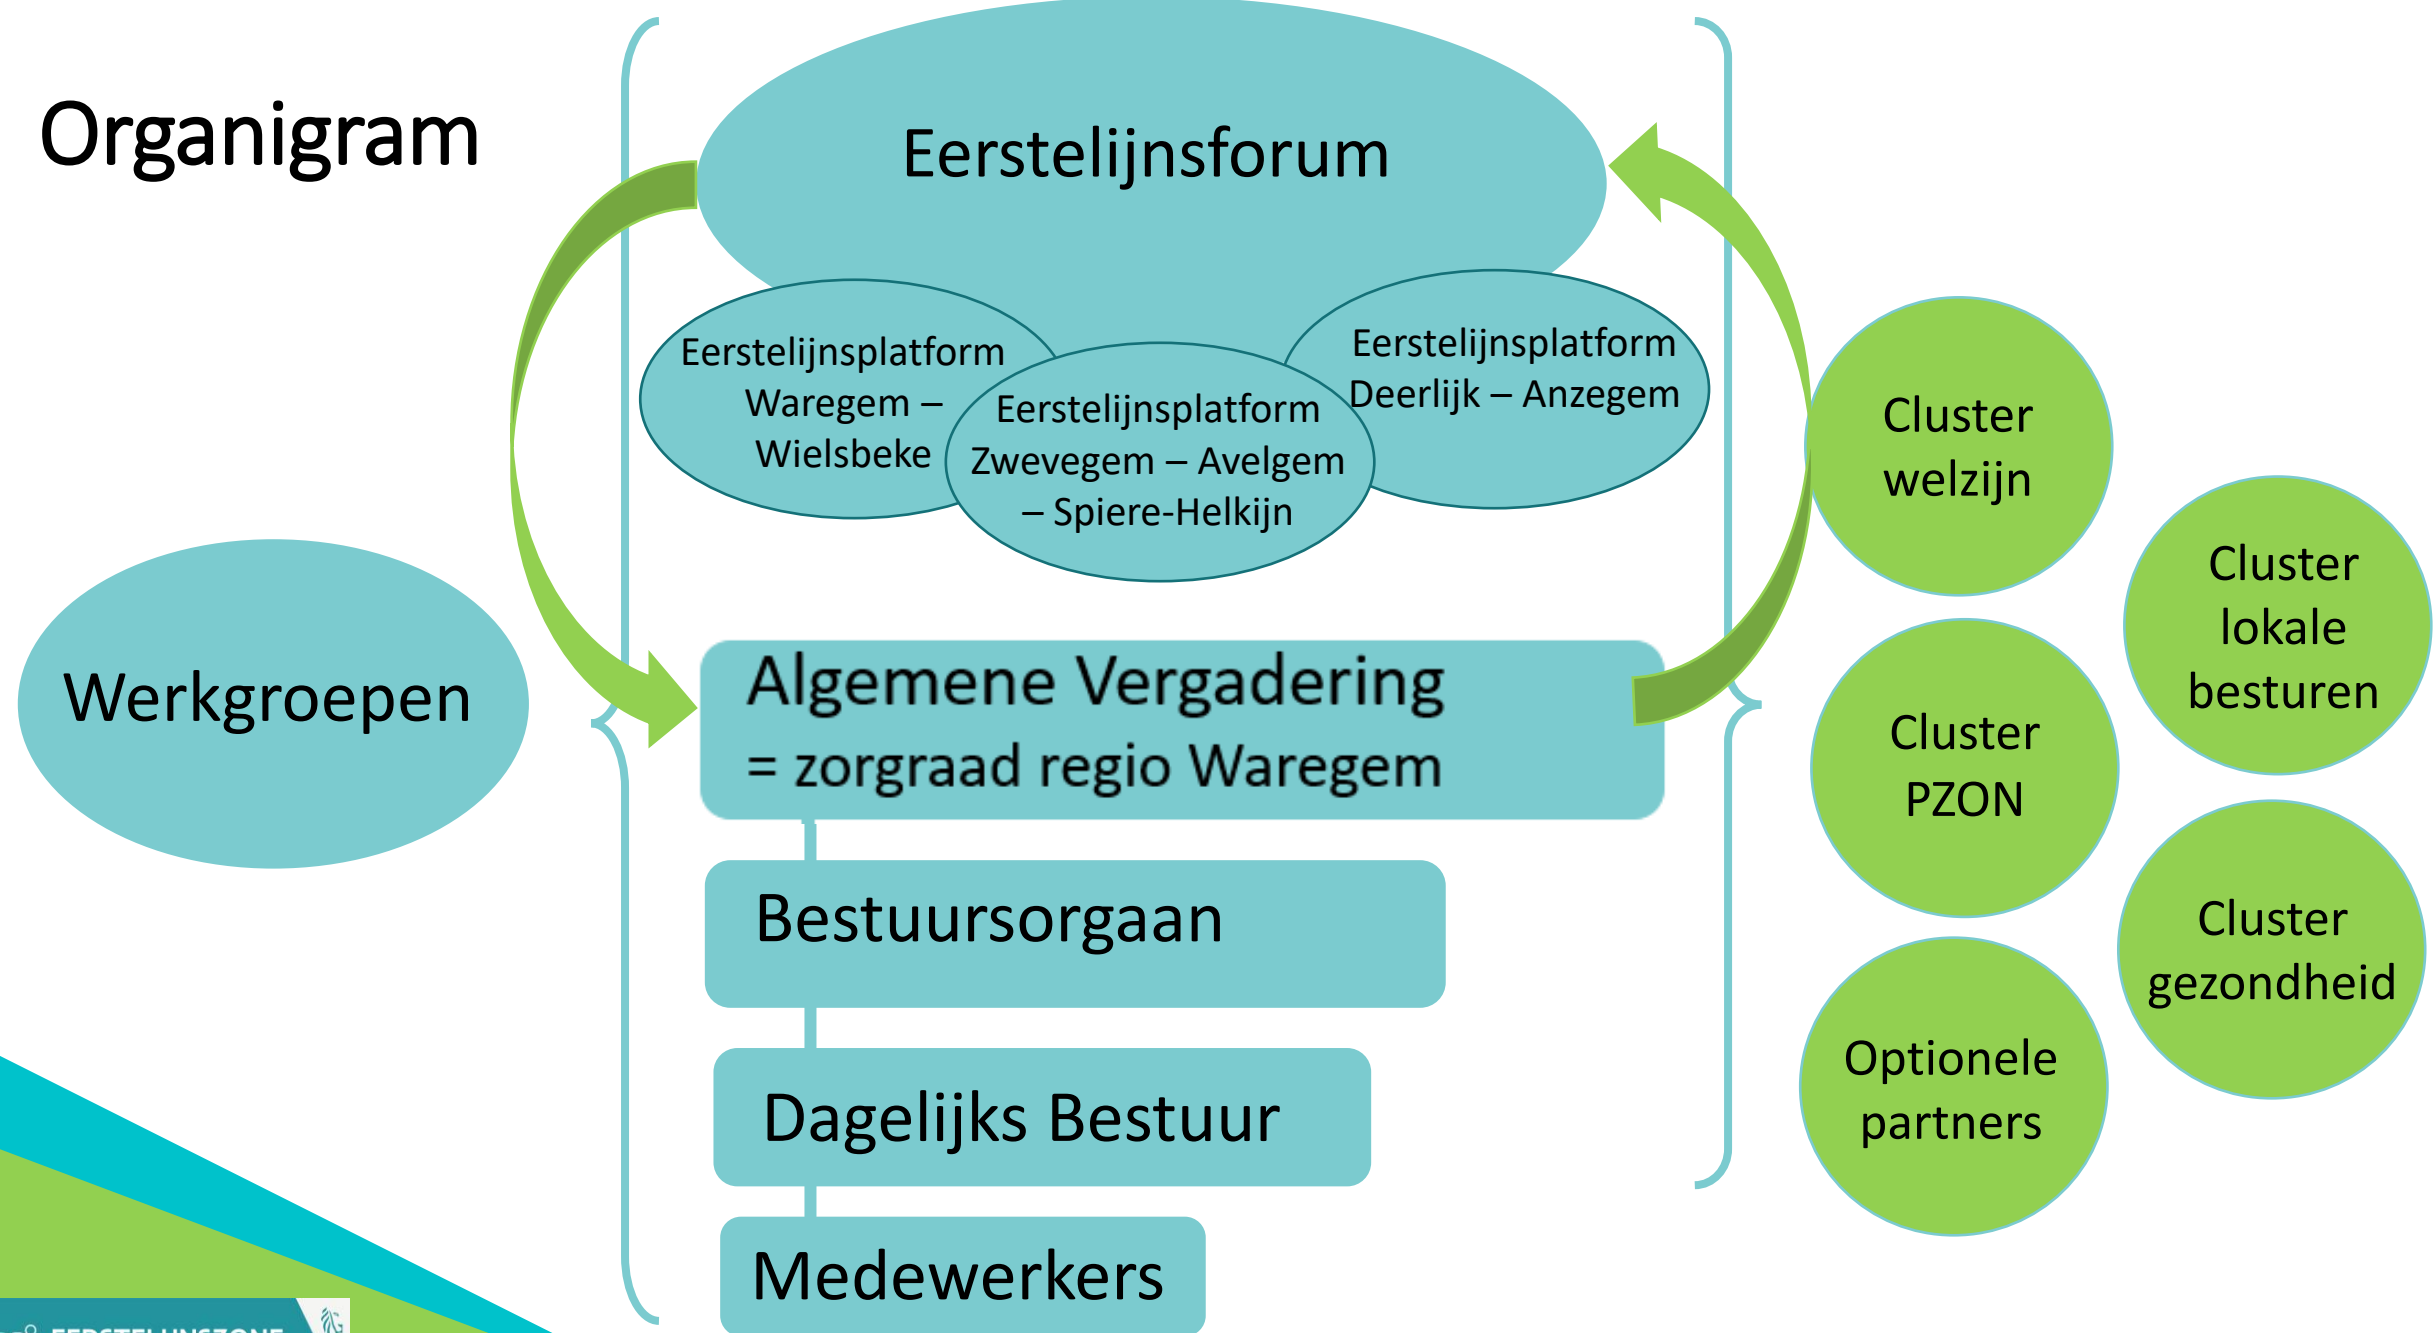 Organigram
Eerstelijnsforum
Eerstelijnsplatform
Waregem –
Wielsbeke
Eerstelijnsplatform
Zwevegem – Avelgem
– Spiere-Helkijn
Eerstelijnsplatform
Deerlijk – Anzegem
Werkgroepen
Algemene Vergadering
= zorgraad regio Waregem
Bestuursorgaan
Dagelijks Bestuur
Medewerkers
Cluster
welzijn
Cluster
lokale
besturen
Cluster
PZON
Cluster
gezondheid
Optionele
partners
EERSTELIJNSZONE